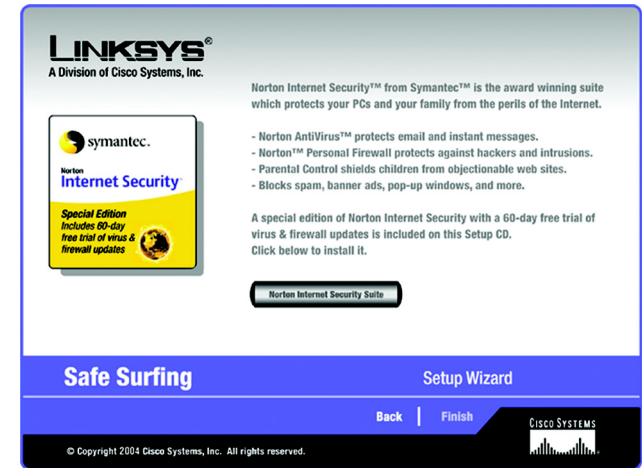 LINKSYS®
A Division of Cisco Systems, Inc.
Norton Internet Security™ from Symantec™ is the award winning suite
which protects your PCs and your family from the perils of the Internet.
- Norton AntiVirus™ protects email and instant messages.
- Norton™ Personal Firewall protects against hackers and intrusions.
- Parental Control shields children from objectionable web sites.
- Blocks spam, banner ads, pop-up windows, and more.
A special edition of Norton Internet Security with a 60-day free trial of
virus & firewall updates is included on this Setup CD.
Click below to install it.
symantec.
Norton
Internet Security™
Special Edition
Includes 60-day
free trial of virus &
firewall updates
Norton Internet Security Suite
Safe Surfing
Setup Wizard
Back
Finish
CISCO SYSTEMS
© Copyright 2004 Cisco Systems, Inc. All rights reserved.